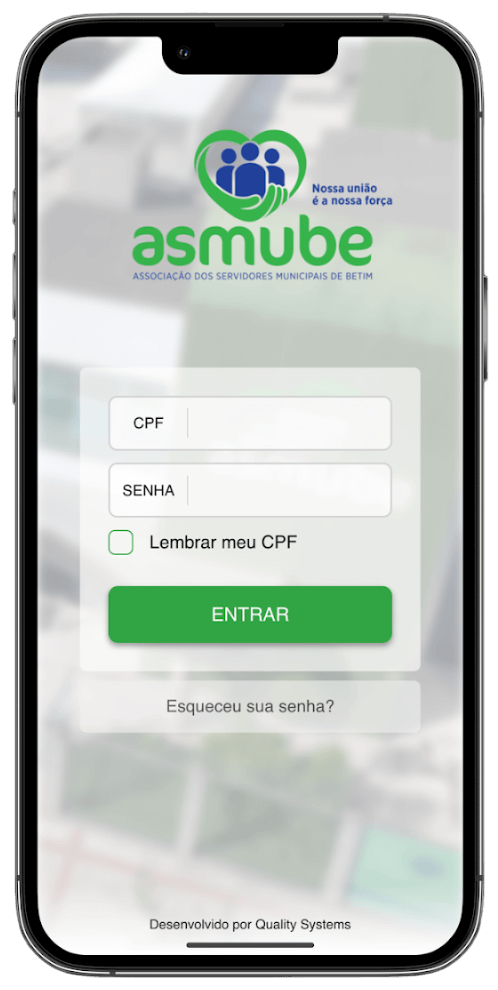 Nossa união
é a nossa força
asmube
ASSOCIAÇÃO DOS SERVIDORES MUNICIPAIS DE BETIM
CPF
SENHA
Lembrar meu CPF
ENTRAR
Esqueceu sua senha?
Desenvolvido por Quality Systems